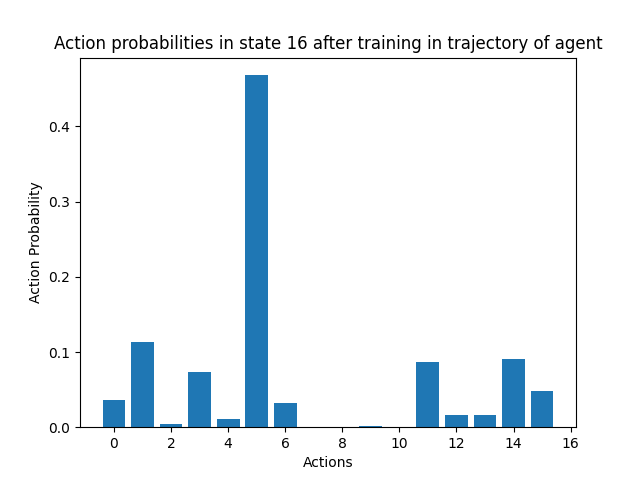 Action probabilities in state 16 after training in trajectory of agent
Action Probability
0.4
0.3
0.2
0.1
0.0
0 2 4 6 8 10 12 14 16
Actions